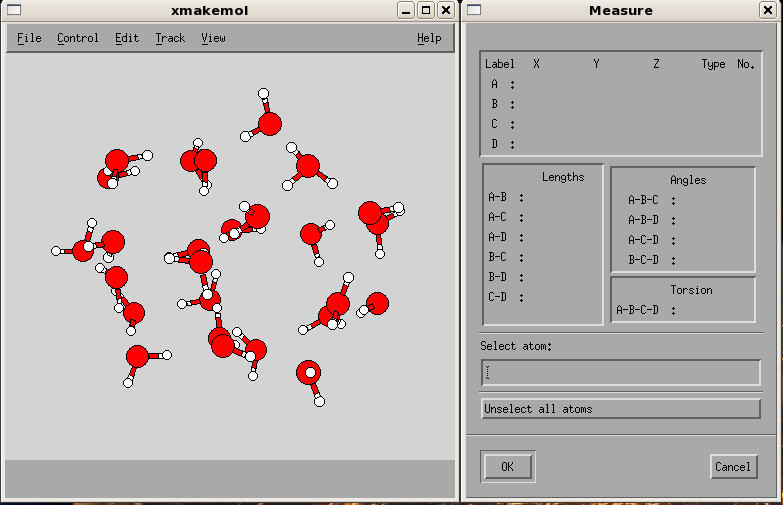 xmakemol
File Control Edit Track View Help
Measure
Label X Y Z Type No.
A :
B :
C :
D :
Lengths
A-B :
A-C :
A-D :
B-C :
B-D :
C-D :
Angles
A-B-C :
A-B-D :
A-C-D :
B-C-D :
Torsion
A-B-C-D :
Select atom:
Unselect all atoms
OK Cancel